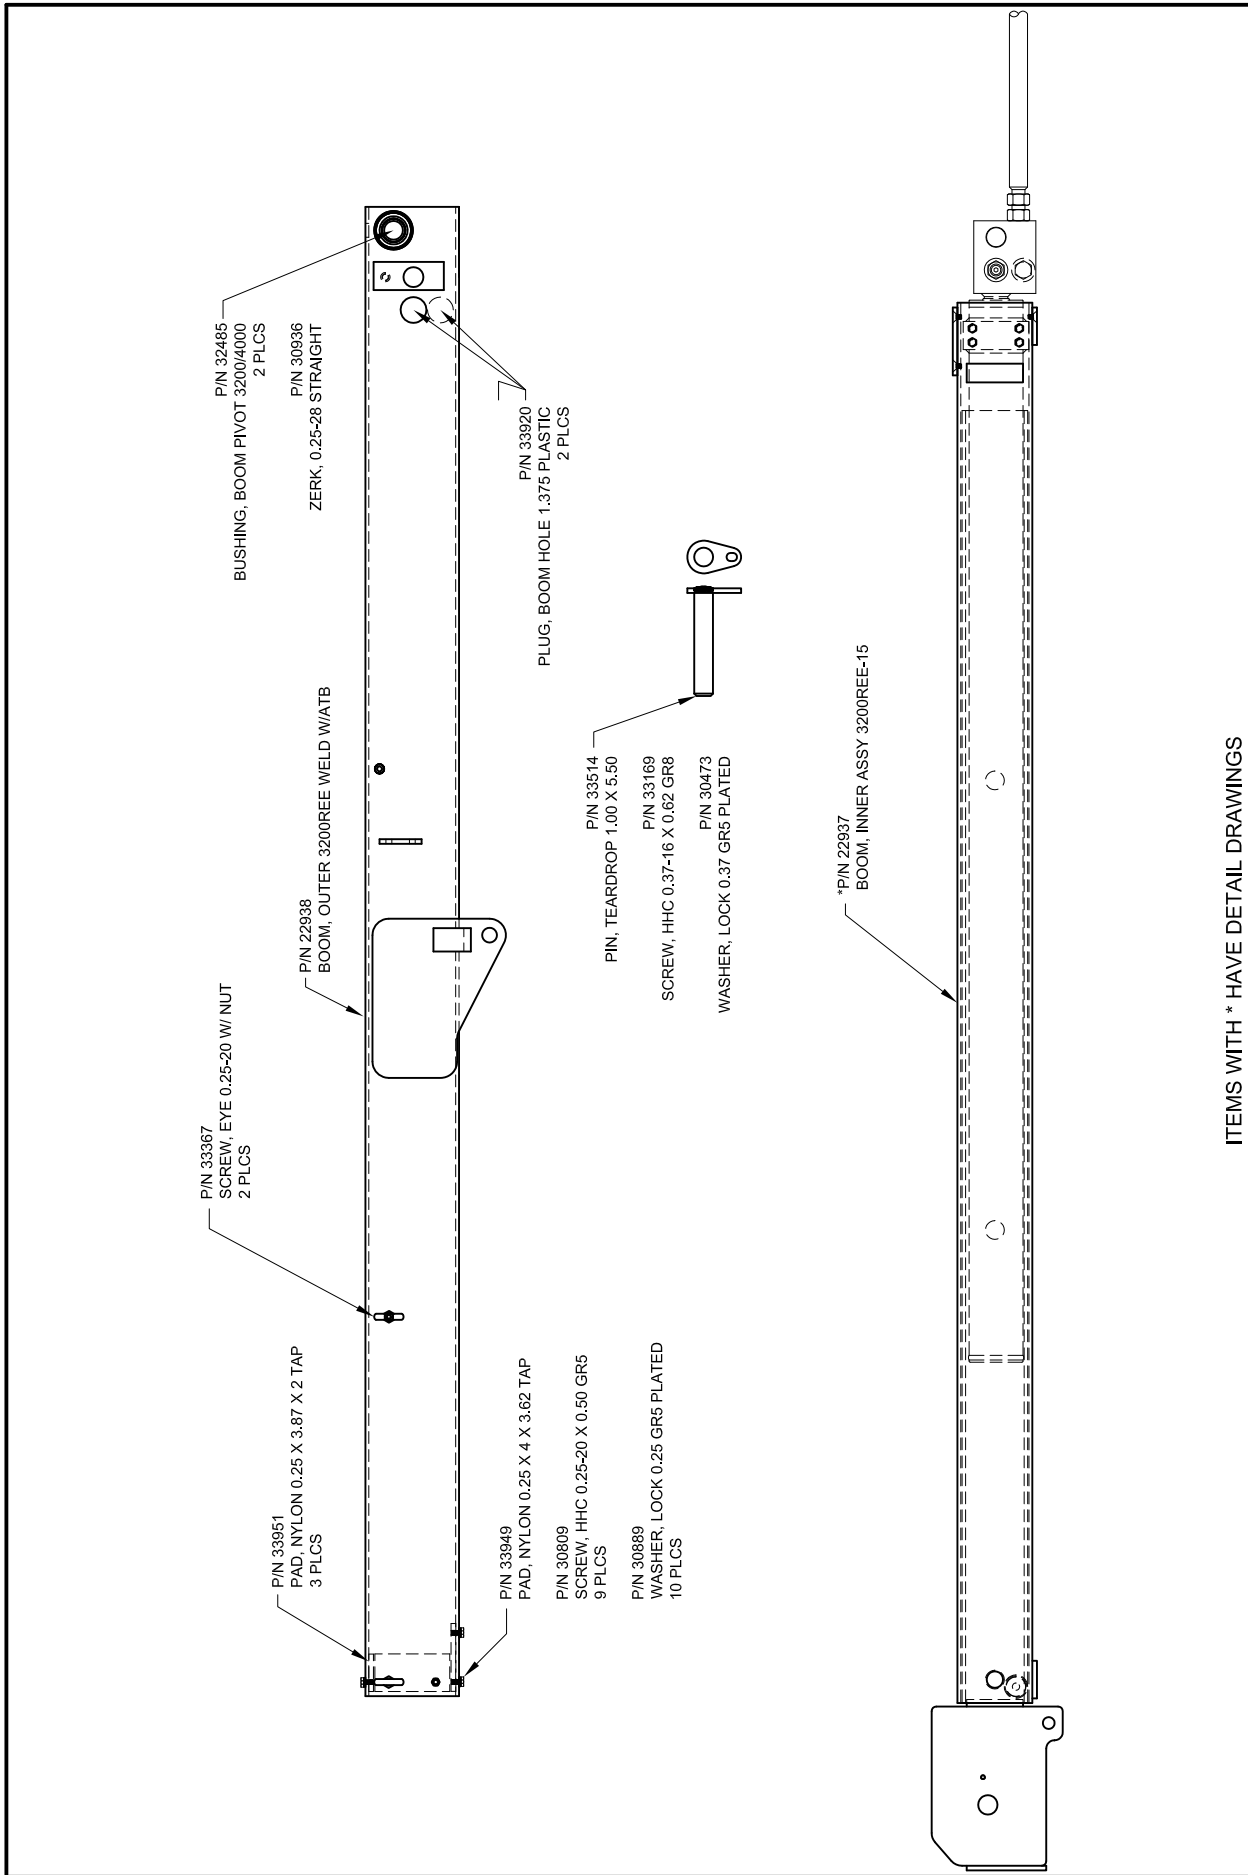 P/N 33951
PAD, NYLON 0.25 X 3.87 X 2 TAP
3 PLCS
P/N 33367
SCREW, EYE 0.25-20 W/ NUT
2 PLCS
P/N 22938
BOOM, OUTER 3200REE WELD W/ATB
P/N 32485
BUSHING, BOOM PIVOT 3200/4000
2 PLCS
P/N 30936
ZERK, 0.25-28 STRAIGHT
P/N 33920
PLUG, BOOM HOLE 1.375 PLASTIC
2 PLCS
P/N 33949
PAD, NYLON 0.25 X 4 X 3.62 TAP
P/N 30809
SCREW, HHC 0.25-20 X 0.50 GR5
9 PLCS
P/N 30889
WASHER, LOCK 0.25 GR5 PLATED
10 PLCS
P/N 33514
PIN, TEARDROP 1.00 X 5.50
P/N 33169
SCREW, HHC 0.37-16 X 0.62 GR8
P/N 30473
WASHER, LOCK 0.37 GR5 PLATED
*P/N 22937
BOOM, INNER ASSY 3200REE-15
ITEMS WITH * HAVE DETAIL DRAWINGS